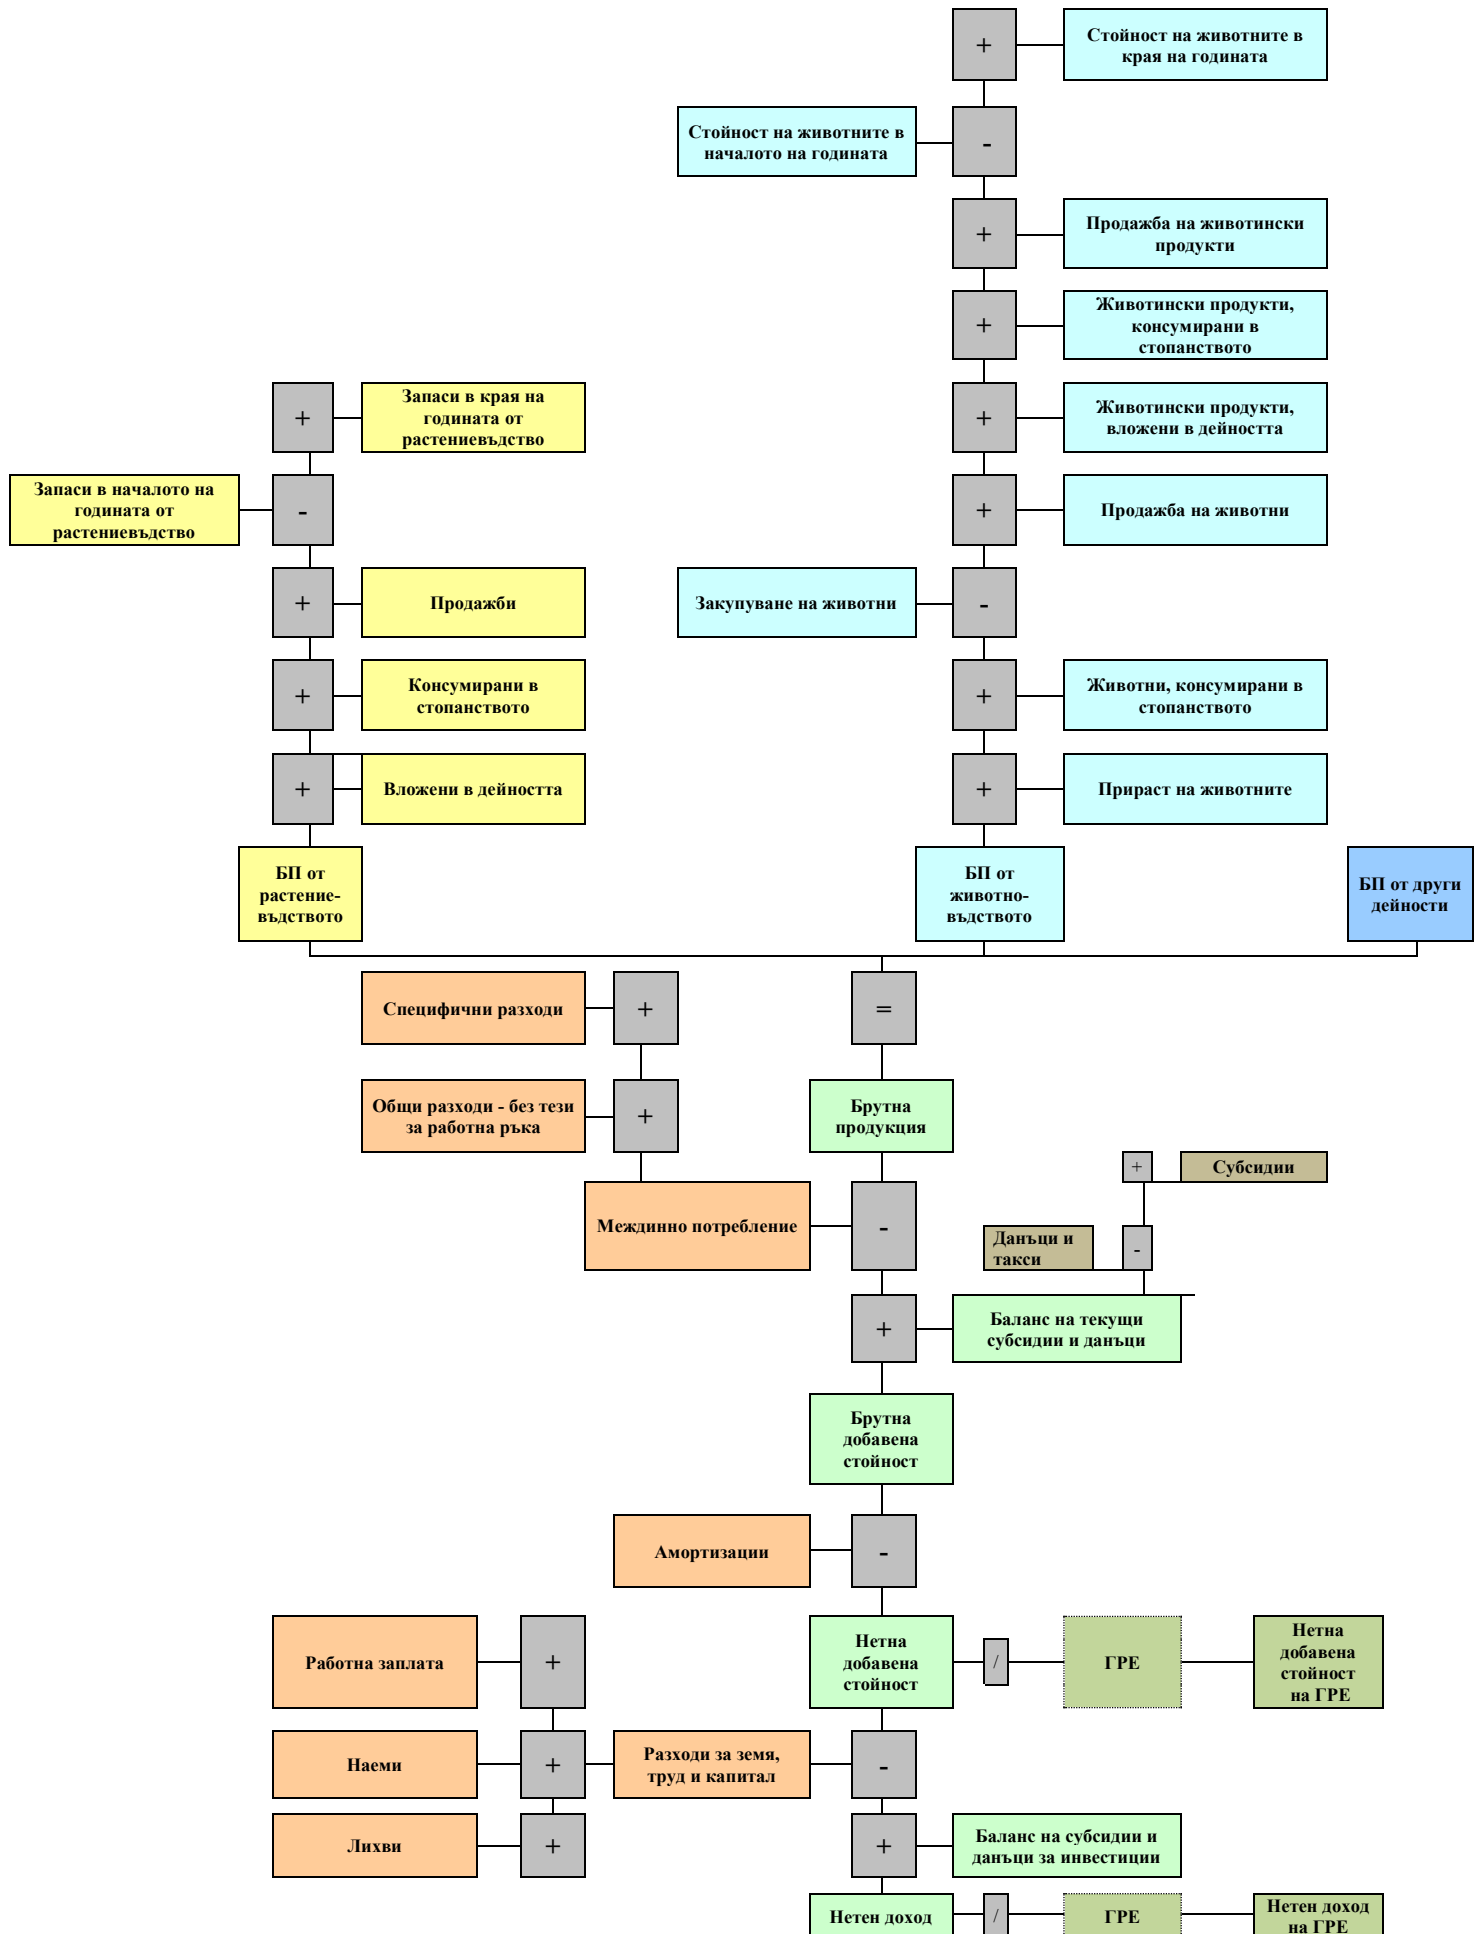 +
Стойност на животните в
края на годината
Стойност на животните в
началото на годината
-
+
Продажба на животински
продукти
+
Животински продукти,
консумирани в
стопанството
+
Запаси в края на
годината от
растениевъдство
+
Животински продукти,
вложени в дейността
Запаси в началото на
годината от
растениевъдство
-
+
Продажба на животни
+
Продажби
Закупуване на животни
-
+
Консумирани в
стопанството
+
Животни, консумирани в
стопанството
+
Вложени в дейността
+
Прираст на животните
БП от
растение-
въдството
БП от
животно-
въдството
БП от други
дейности
Специфични разходи
+
=
Общи разходи - без тези
за работна ръка
+
Брутна
продукция
+
Субсидии
Междинно потребление
-
Данъци и
такси
-
+
Баланс на текущи
субсидии и данъци
Брутна
добавена
стойност
Амортизации
-
Работна заплата
+
Нетна
добавена
стойност
/
ГРЕ
Нетна
добавена
стойност
на ГРЕ
Наеми
+
Разходи за земя,
труд и капитал
-
Лихви
+
+
Баланс на субсидии и
данъци за инвестиции
Нетен доход
/
ГРЕ
Нетен доход
на ГРЕ